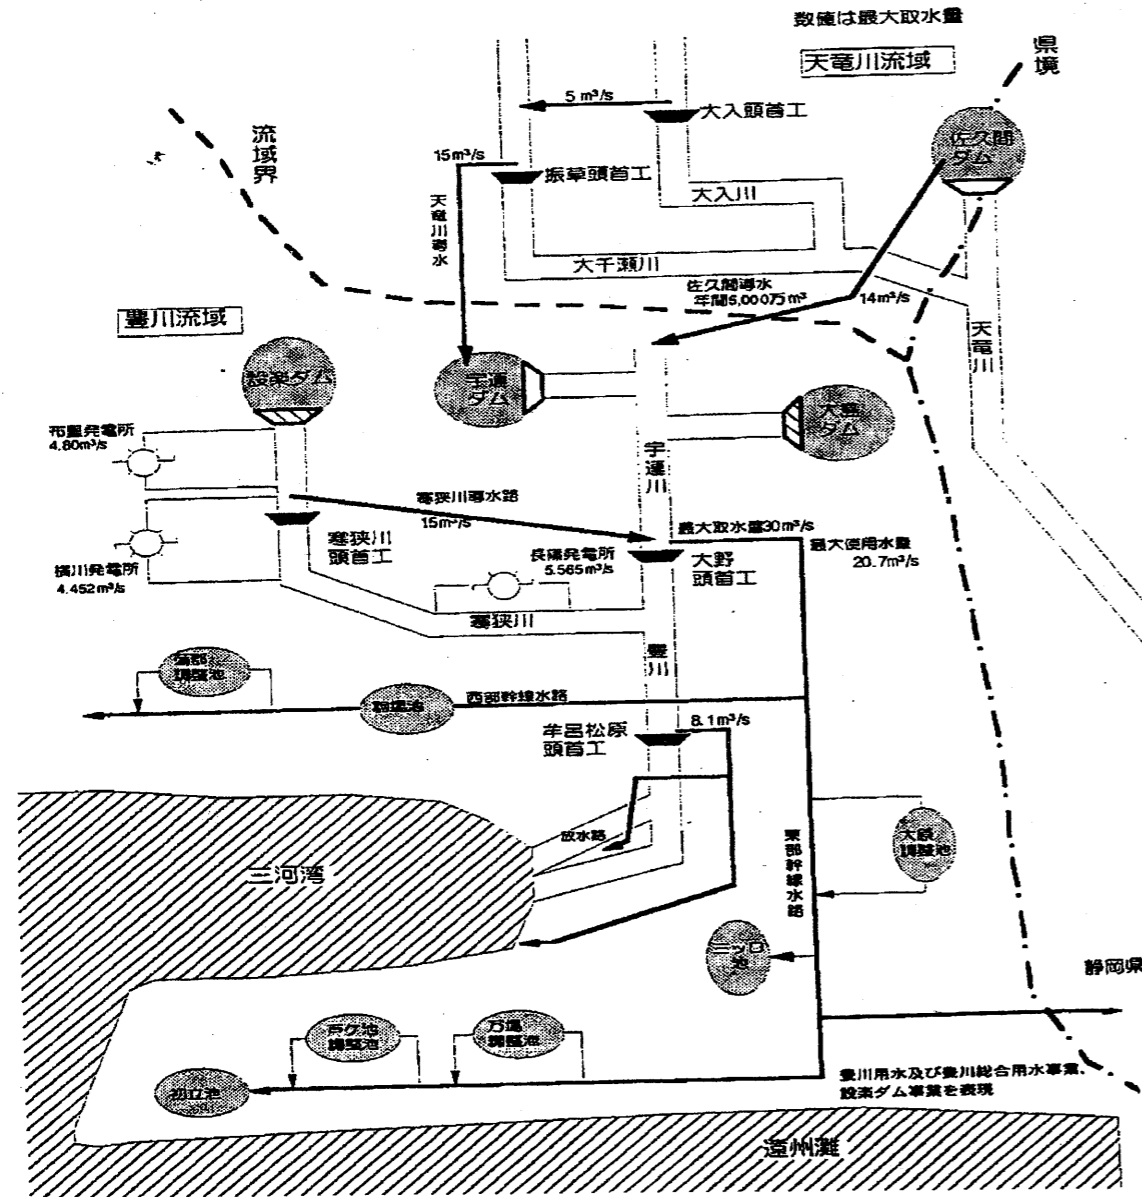 数値は最大取水量
天竜川流域
県境
5 m³/s
大入頭首工
佐久間
ダム
流域界
15m³/s
振草頭首工
天竜川導水
大入川
大千瀬川
佐久間導水
年間5,000万m³
14m³/s
豊川流域
天竜川
設楽ダム
宇連
ダム
大島
ダム
布里発電所
4.80m³/s
宇連川
寒狭川導水路
15m³/s
最大取水量30m³/s
寒狭川
頭首工
長篠発電所
5.565m³/s
大野
頭首工
最大使用水量
20.7m³/s
横川発電所
4.452m³/s
寒狭川
豊川
蒲郡
調整池
西部幹線水路
駒場池
8.1m³/s
牟呂松原
頭首工
放水路
東部幹線水路
大原
調整池
三河湾
三ッ口
池
静岡県
芦ケ池
調整池
万場
調整池
初立池
豊川用水及び豊川総合用水事業、
設楽ダム事業を表現
遠州灘